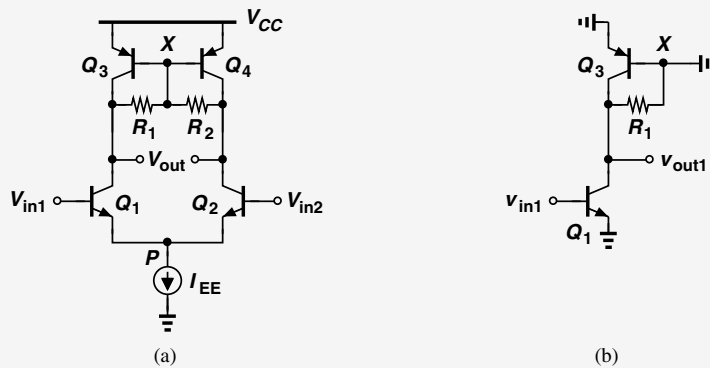 V_CC
X
Q_3
Q_4
R_1
R_2
V_out
V_in1
Q_1
Q_2
V_in2
P
I_EE
(a)
X
Q_3
R_1
v_out1
v_in1
Q_1
(b)